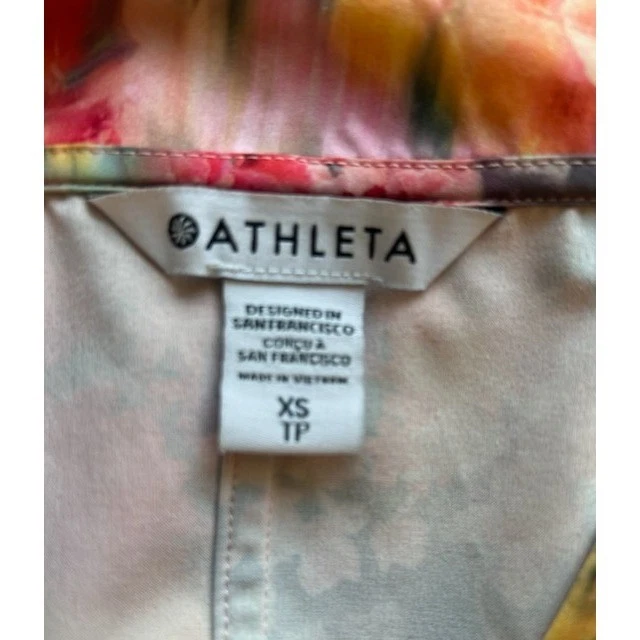 ATHLETA
DESIGNED IN
SAN FRANCISCO
CONÇU À
SAN FRANCISCO
MADE IN VIETNAM
XS
TP